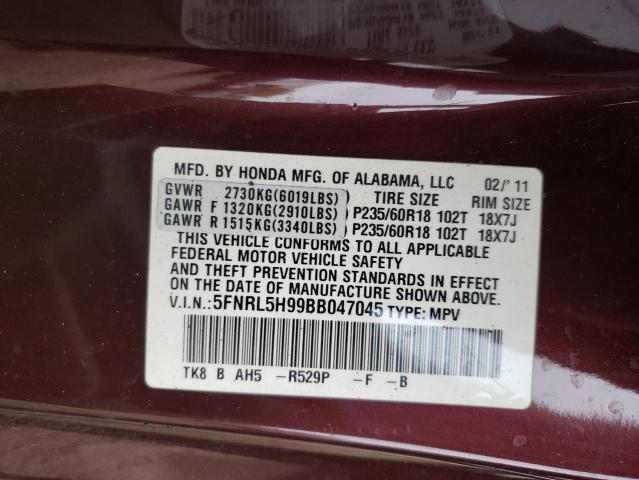 MFD. BY HONDA MFG. OF ALABAMA, LLC 02/' 11
GVWR 2730KG(6019LBS) TIRE SIZE RIM SIZE
GAWR F 1320KG(2910LBS) P235/60R18 102T 18X7J
GAWR R 1515KG(3340LBS) P235/60R18 102T 18X7J
THIS VEHICLE CONFORMS TO ALL APPLICABLE
FEDERAL MOTOR VEHICLE SAFETY
AND THEFT PREVENTION STANDARDS IN EFFECT
ON THE DATE OF MANUFACTURE SHOWN ABOVE.
V.I.N.: 5FNRL5H99BB047045 TYPE: MPV
TK8 B AH5 -R529P -F -B